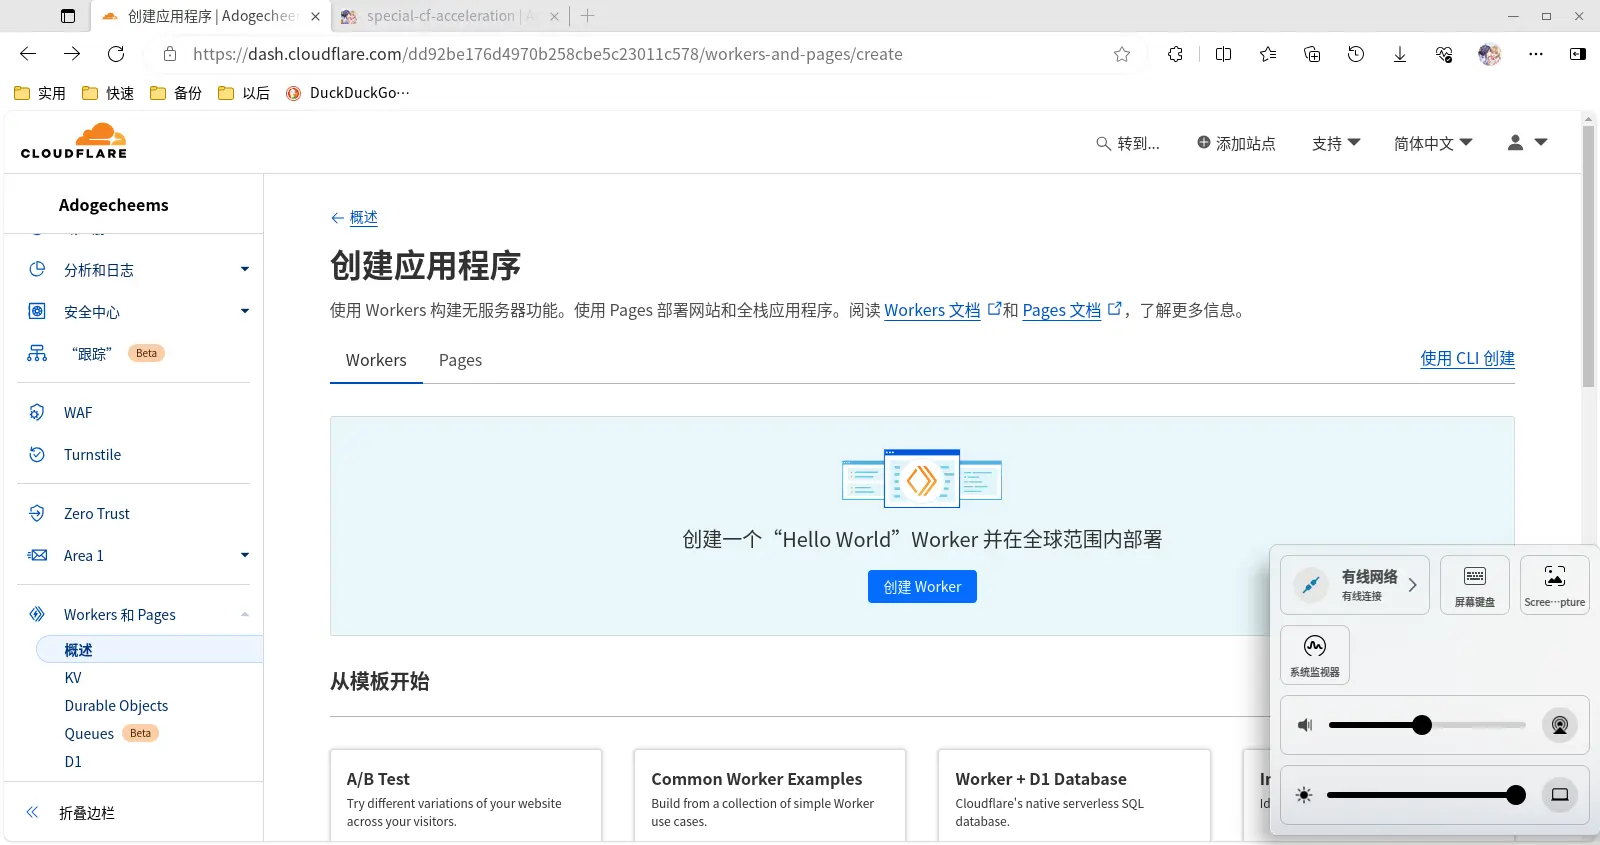 创建应用程序 | Adogecheem
special-cf-acceleration | A
https://dash.cloudflare.com/dd92be176d4970b258cbe5c23011c578/workers-and-pages/create
实用
快速
备份
以后
DuckDuckGo…
CLOUDFLARE
转到...
添加站点
支持
简体中文
Adogecheems
分析和日志
安全中心
“跟踪” Beta
WAF
Turnstile
Zero Trust
Area 1
Workers 和 Pages
概述
KV
Durable Objects
Queues Beta
D1
折叠边栏
概述
创建应用程序
使用 Workers 构建无服务器功能。使用 Pages 部署网站和全栈应用程序。阅读 Workers 文档 和 Pages 文档，了解更多信息。
Workers
Pages
使用 CLI 创建
创建一个“Hello World”Worker 并在全球范围内部署
创建 Worker
从模板开始
A/B Test
Try different variations of your website
across your visitors.
Common Worker Examples
Build from a collection of simple Worker
use cases.
Worker + D1 Database
Cloudflare's native serverless SQL
database.
有线网络
有线连接
屏幕键盘
Scree…pture
系统监视器